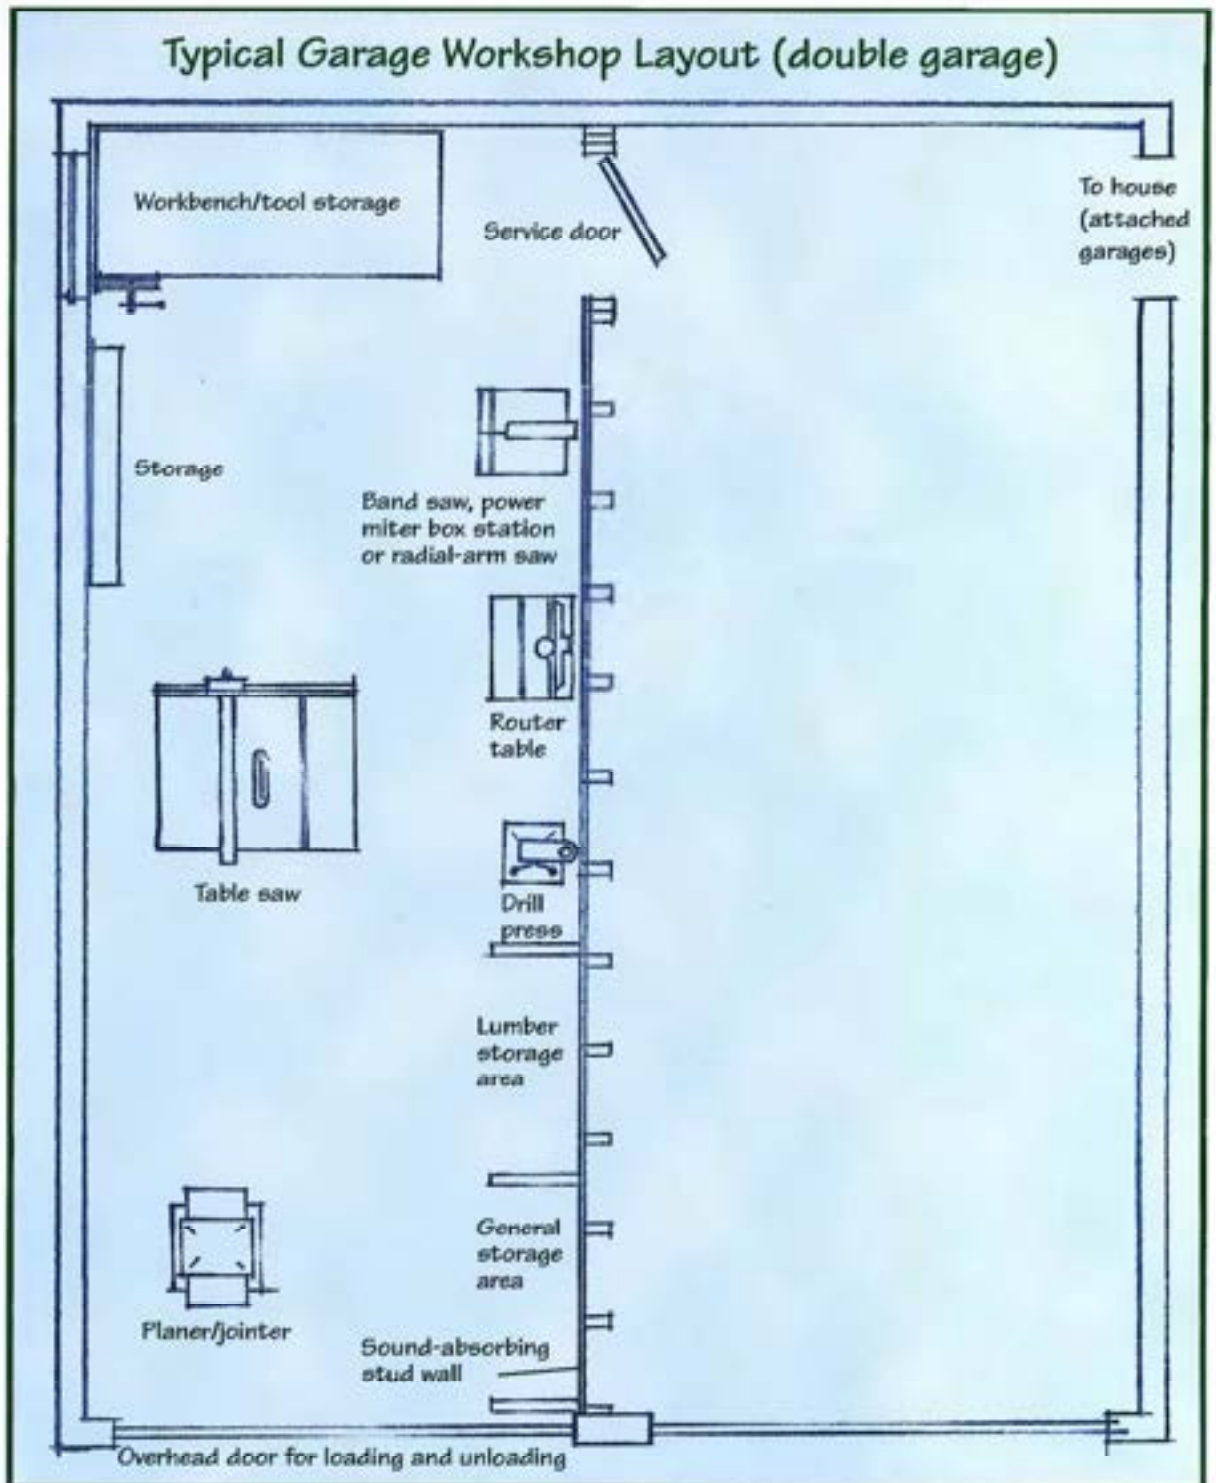 Typical Garage Workshop Layout (double garage)
Workbench/tool storage
Service door
To house
(attached
garages)
Storage
Band saw, power
miter box station
or radial-arm saw
Router
table
Table saw
Drill
press
Lumber
storage
area
General
storage
area
Planer/jointer
Sound-absorbing
stud wall
Overhead door for loading and unloading